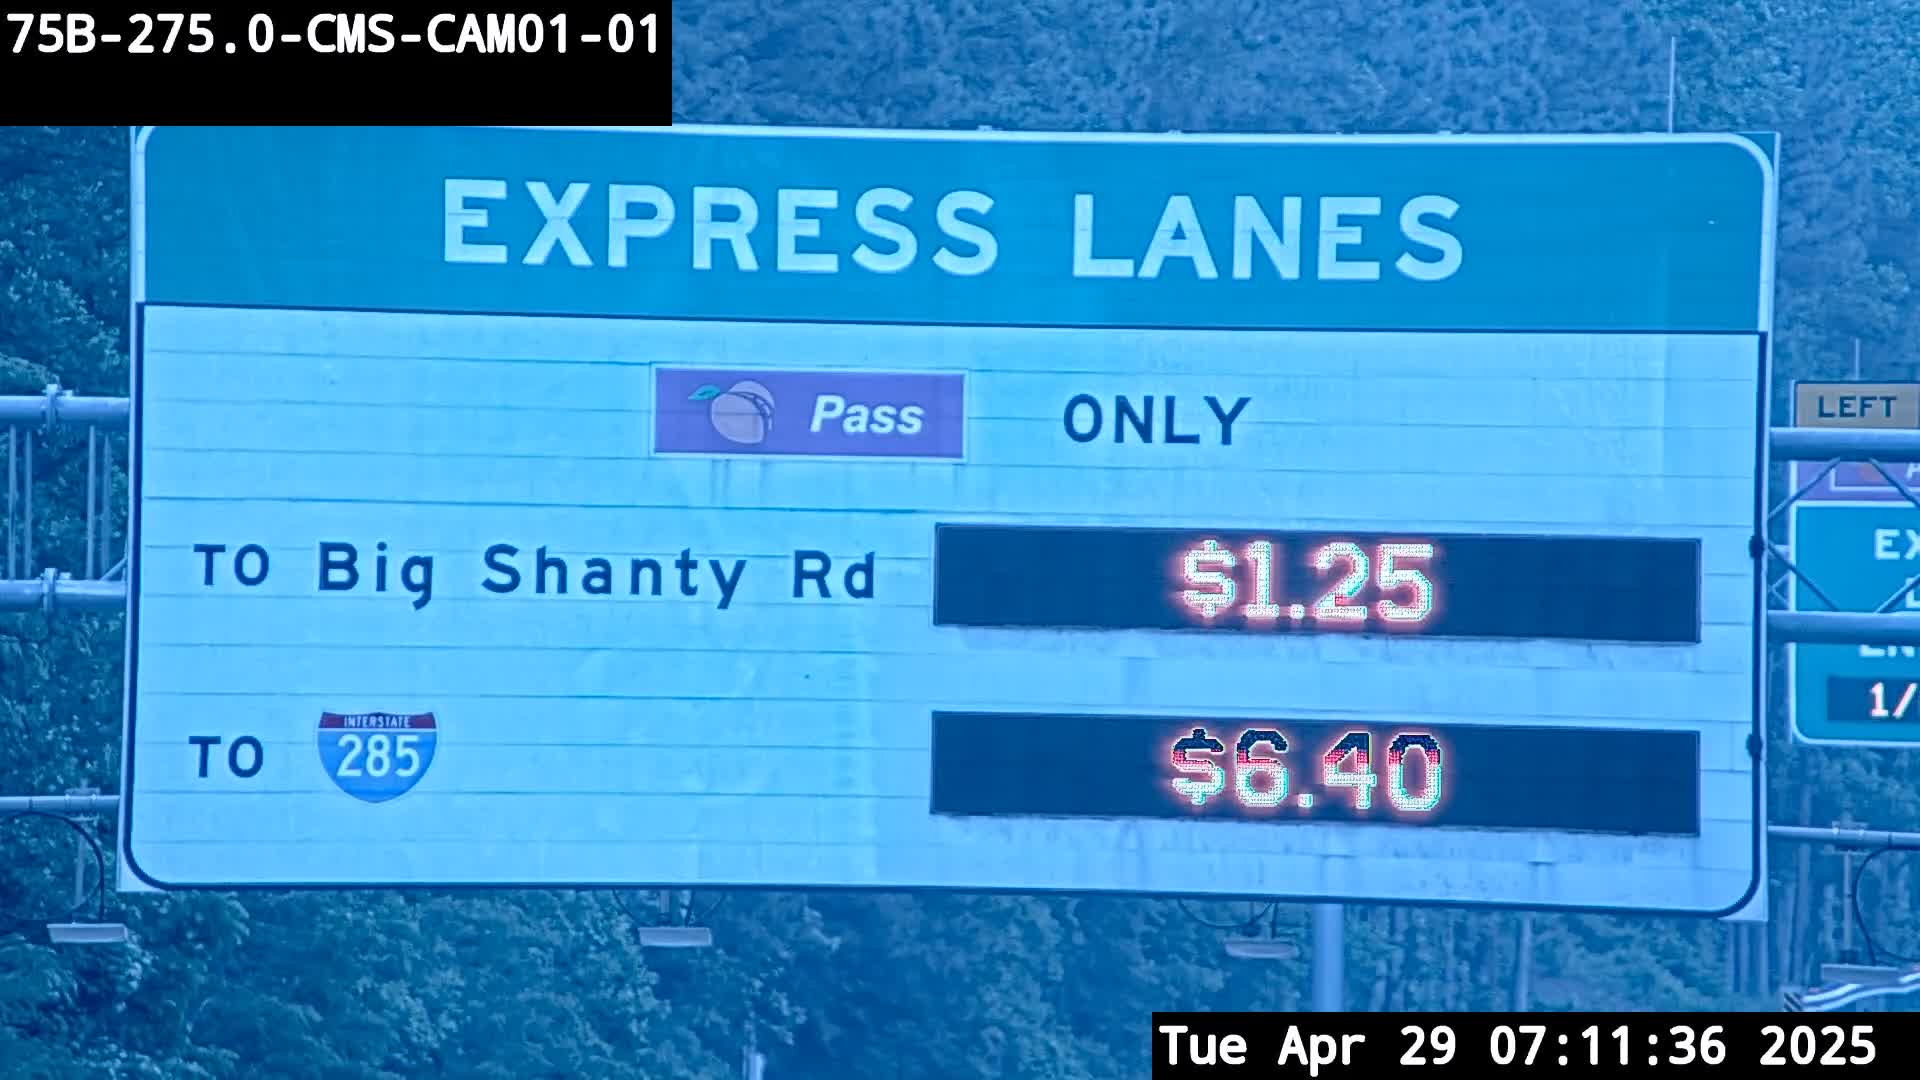 75B-275.0-CMS-CAM01-01
EXPRESS LANES
Pass ONLY
TO Big Shanty Rd $1.25
TO INTERSTATE 285 $6.40
LEFT
1/
Tue Apr 29 07:11:36 2025